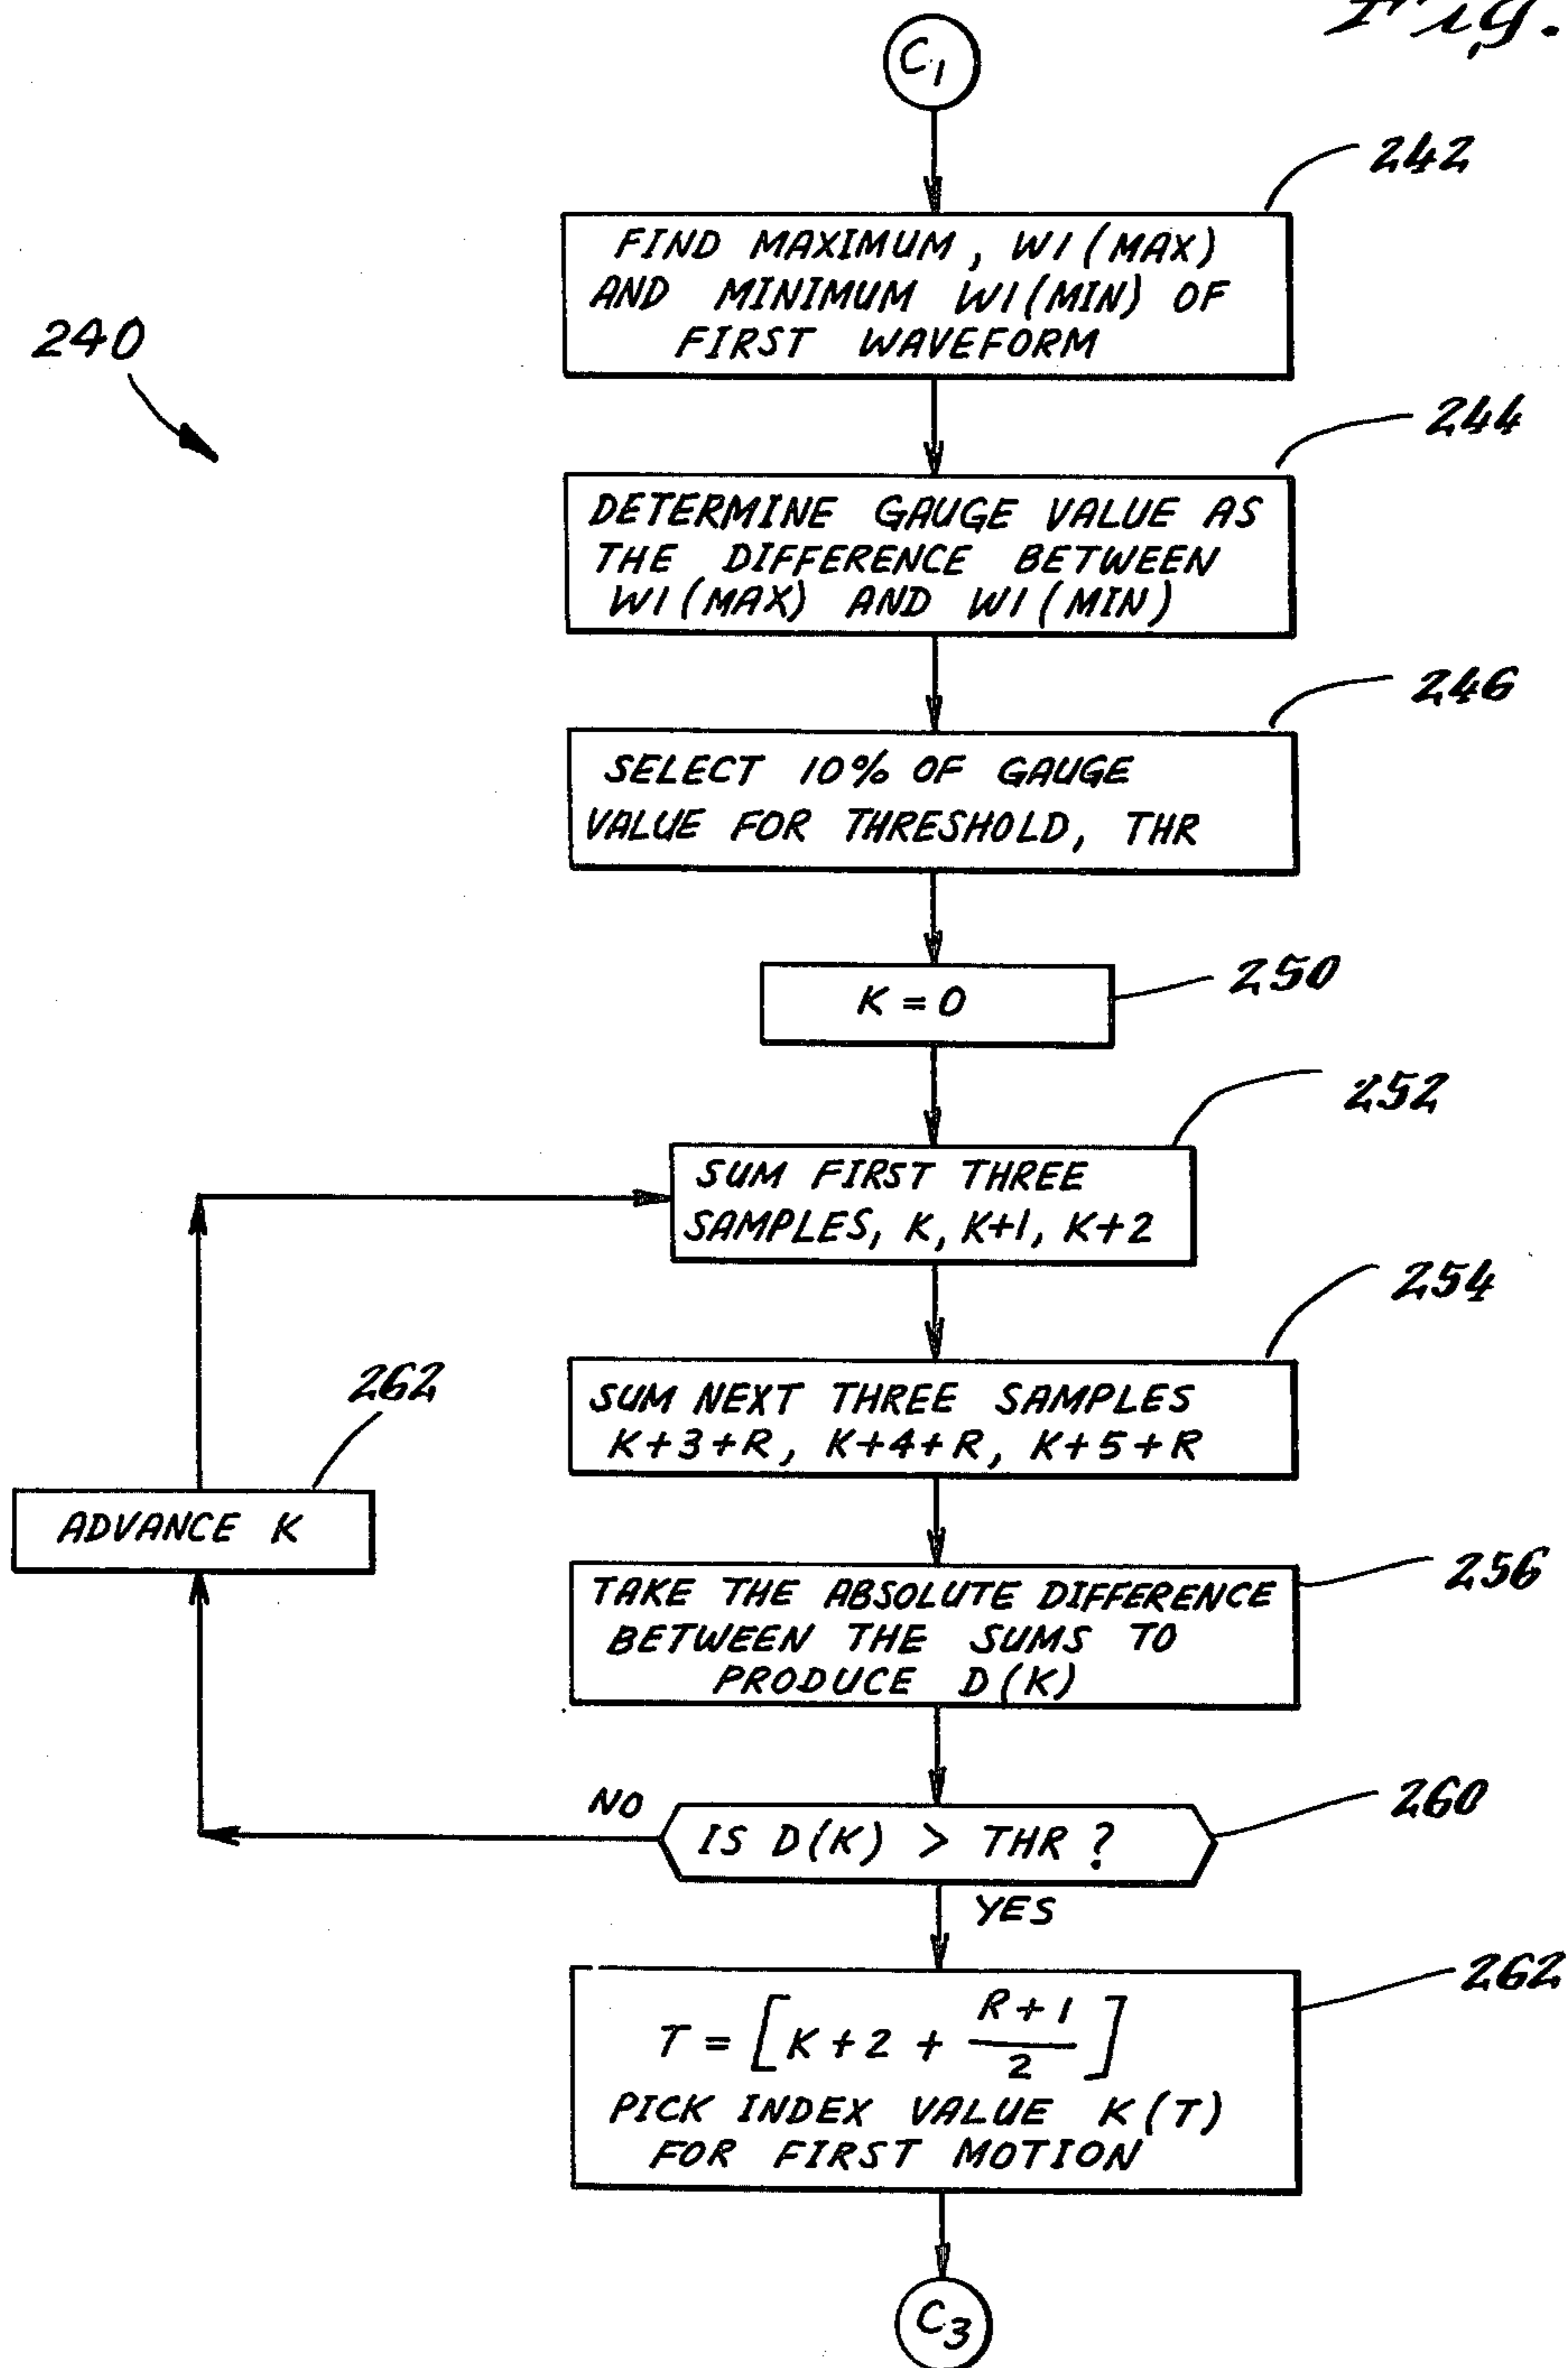 Fig.
C1
242
FIND MAXIMUM, W1(MAX)
AND MINIMUM W1(MIN) OF
FIRST WAVEFORM
240
244
DETERMINE GAUGE VALUE AS
THE DIFFERENCE BETWEEN
W1(MAX) AND W1(MIN)
246
SELECT 10% OF GAUGE
VALUE FOR THRESHOLD, THR
250
K = 0
252
SUM FIRST THREE
SAMPLES, K, K+1, K+2
254
SUM NEXT THREE SAMPLES
K+3+R, K+4+R, K+5+R
262
ADVANCE K
256
TAKE THE ABSOLUTE DIFFERENCE
BETWEEN THE SUMS TO
PRODUCE D(K)
260
NO
IS D(K) > THR ?
YES
262
T = [K+2 + (R+1)/2]
PICK INDEX VALUE K(T)
FOR FIRST MOTION
C3